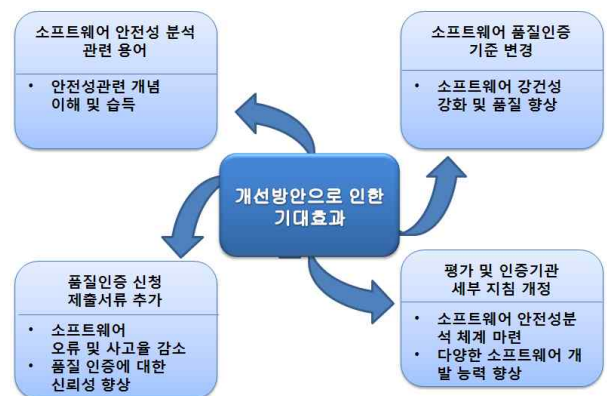 소프트웨어 안전성 분석
관련 용어
• 안전성관련 개념
이해 및 습득
소프트웨어 품질인증
기준 변경
• 소프트웨어 강건성
강화 및 품질 향상
개선방안으로 인한
기대효과
품질인증 신청
제출서류 추가
• 소프트웨어
오류 및 사고율 감소
• 품질 인증에 대한
신뢰성 향상
평가 및 인증기관
세부 지침 개정
• 소프트웨어 안전성분
석 체계 마련
• 다양한 소프트웨어 개
발 능력 향상